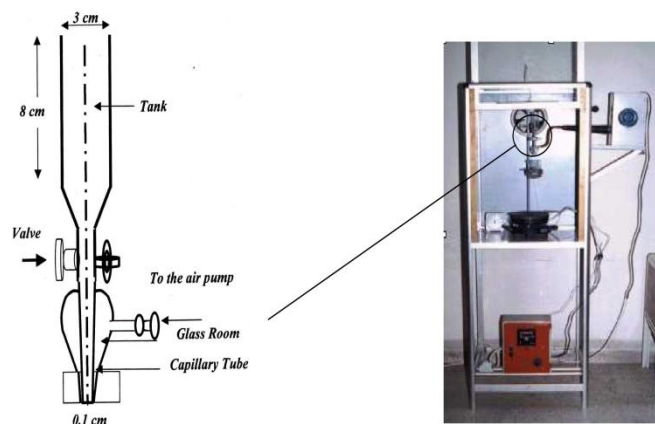 3 cm
8 cm
Tank
Valve
To the air pump
Glass Room
Capillary Tube
0.1 cm